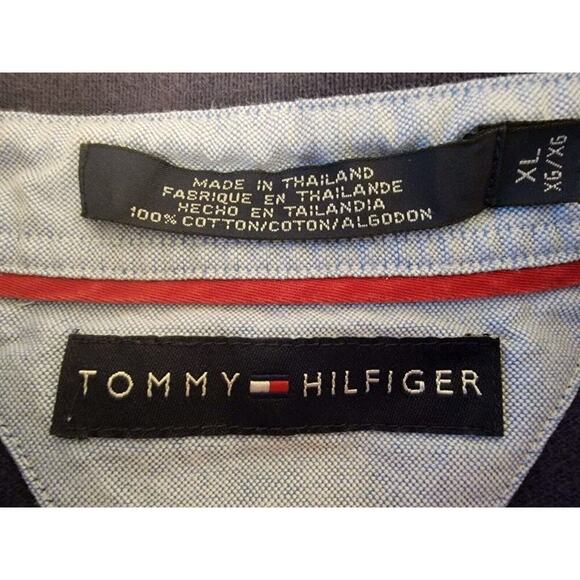 MADE IN THAILAND
FABRIQUE EN THAILANDE
HECHO EN TAILANDIA
100% COTTON/COTON/ALGODON
XL
XG/XG
TOMMY HILFIGER